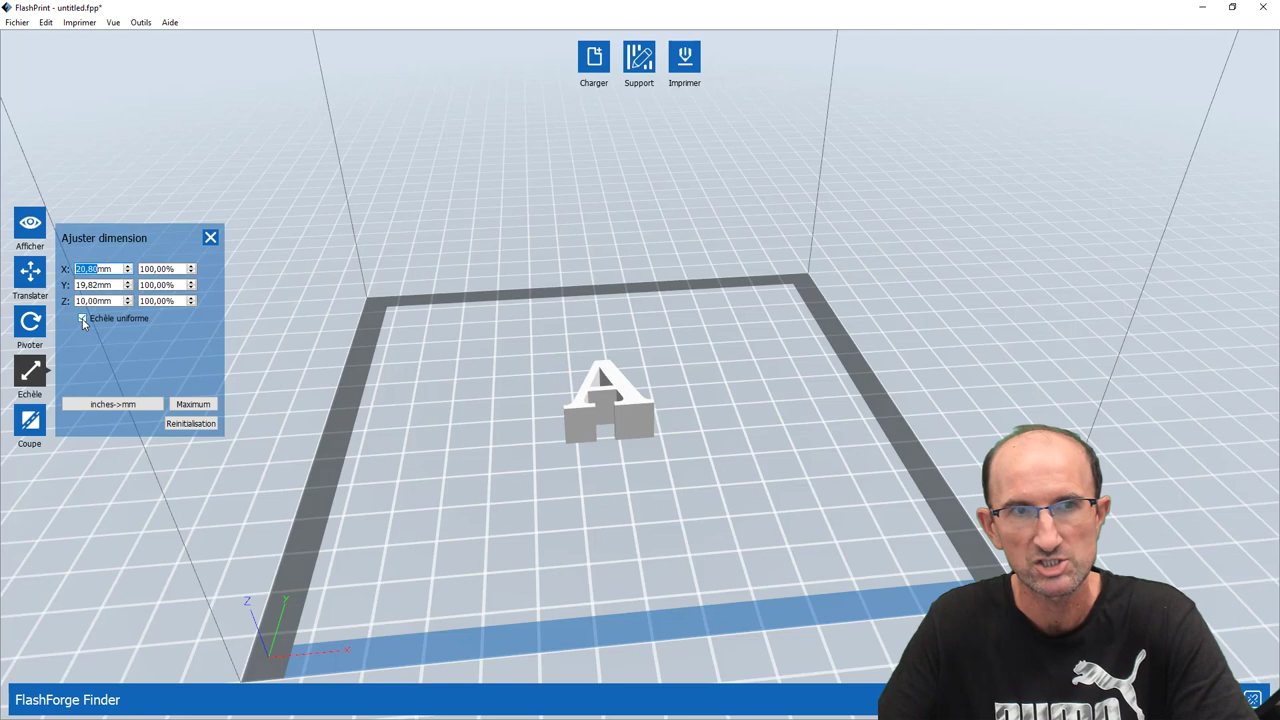 FlashPrint - untitled.fpp*
Fichier Edit Imprimer Vue Outils Aide
Charger Support Imprimer
Afficher
Translater
Pivoter
Echèle
Coupe
Ajuster dimension
X: 20,80mm 100,00%
Y: 19,82mm 100,00%
Z: 10,00mm 100,00%
Echèle uniforme
inches->mm Maximum
Reinitialisation
A
Z Y X
PUMA
FlashForge Finder